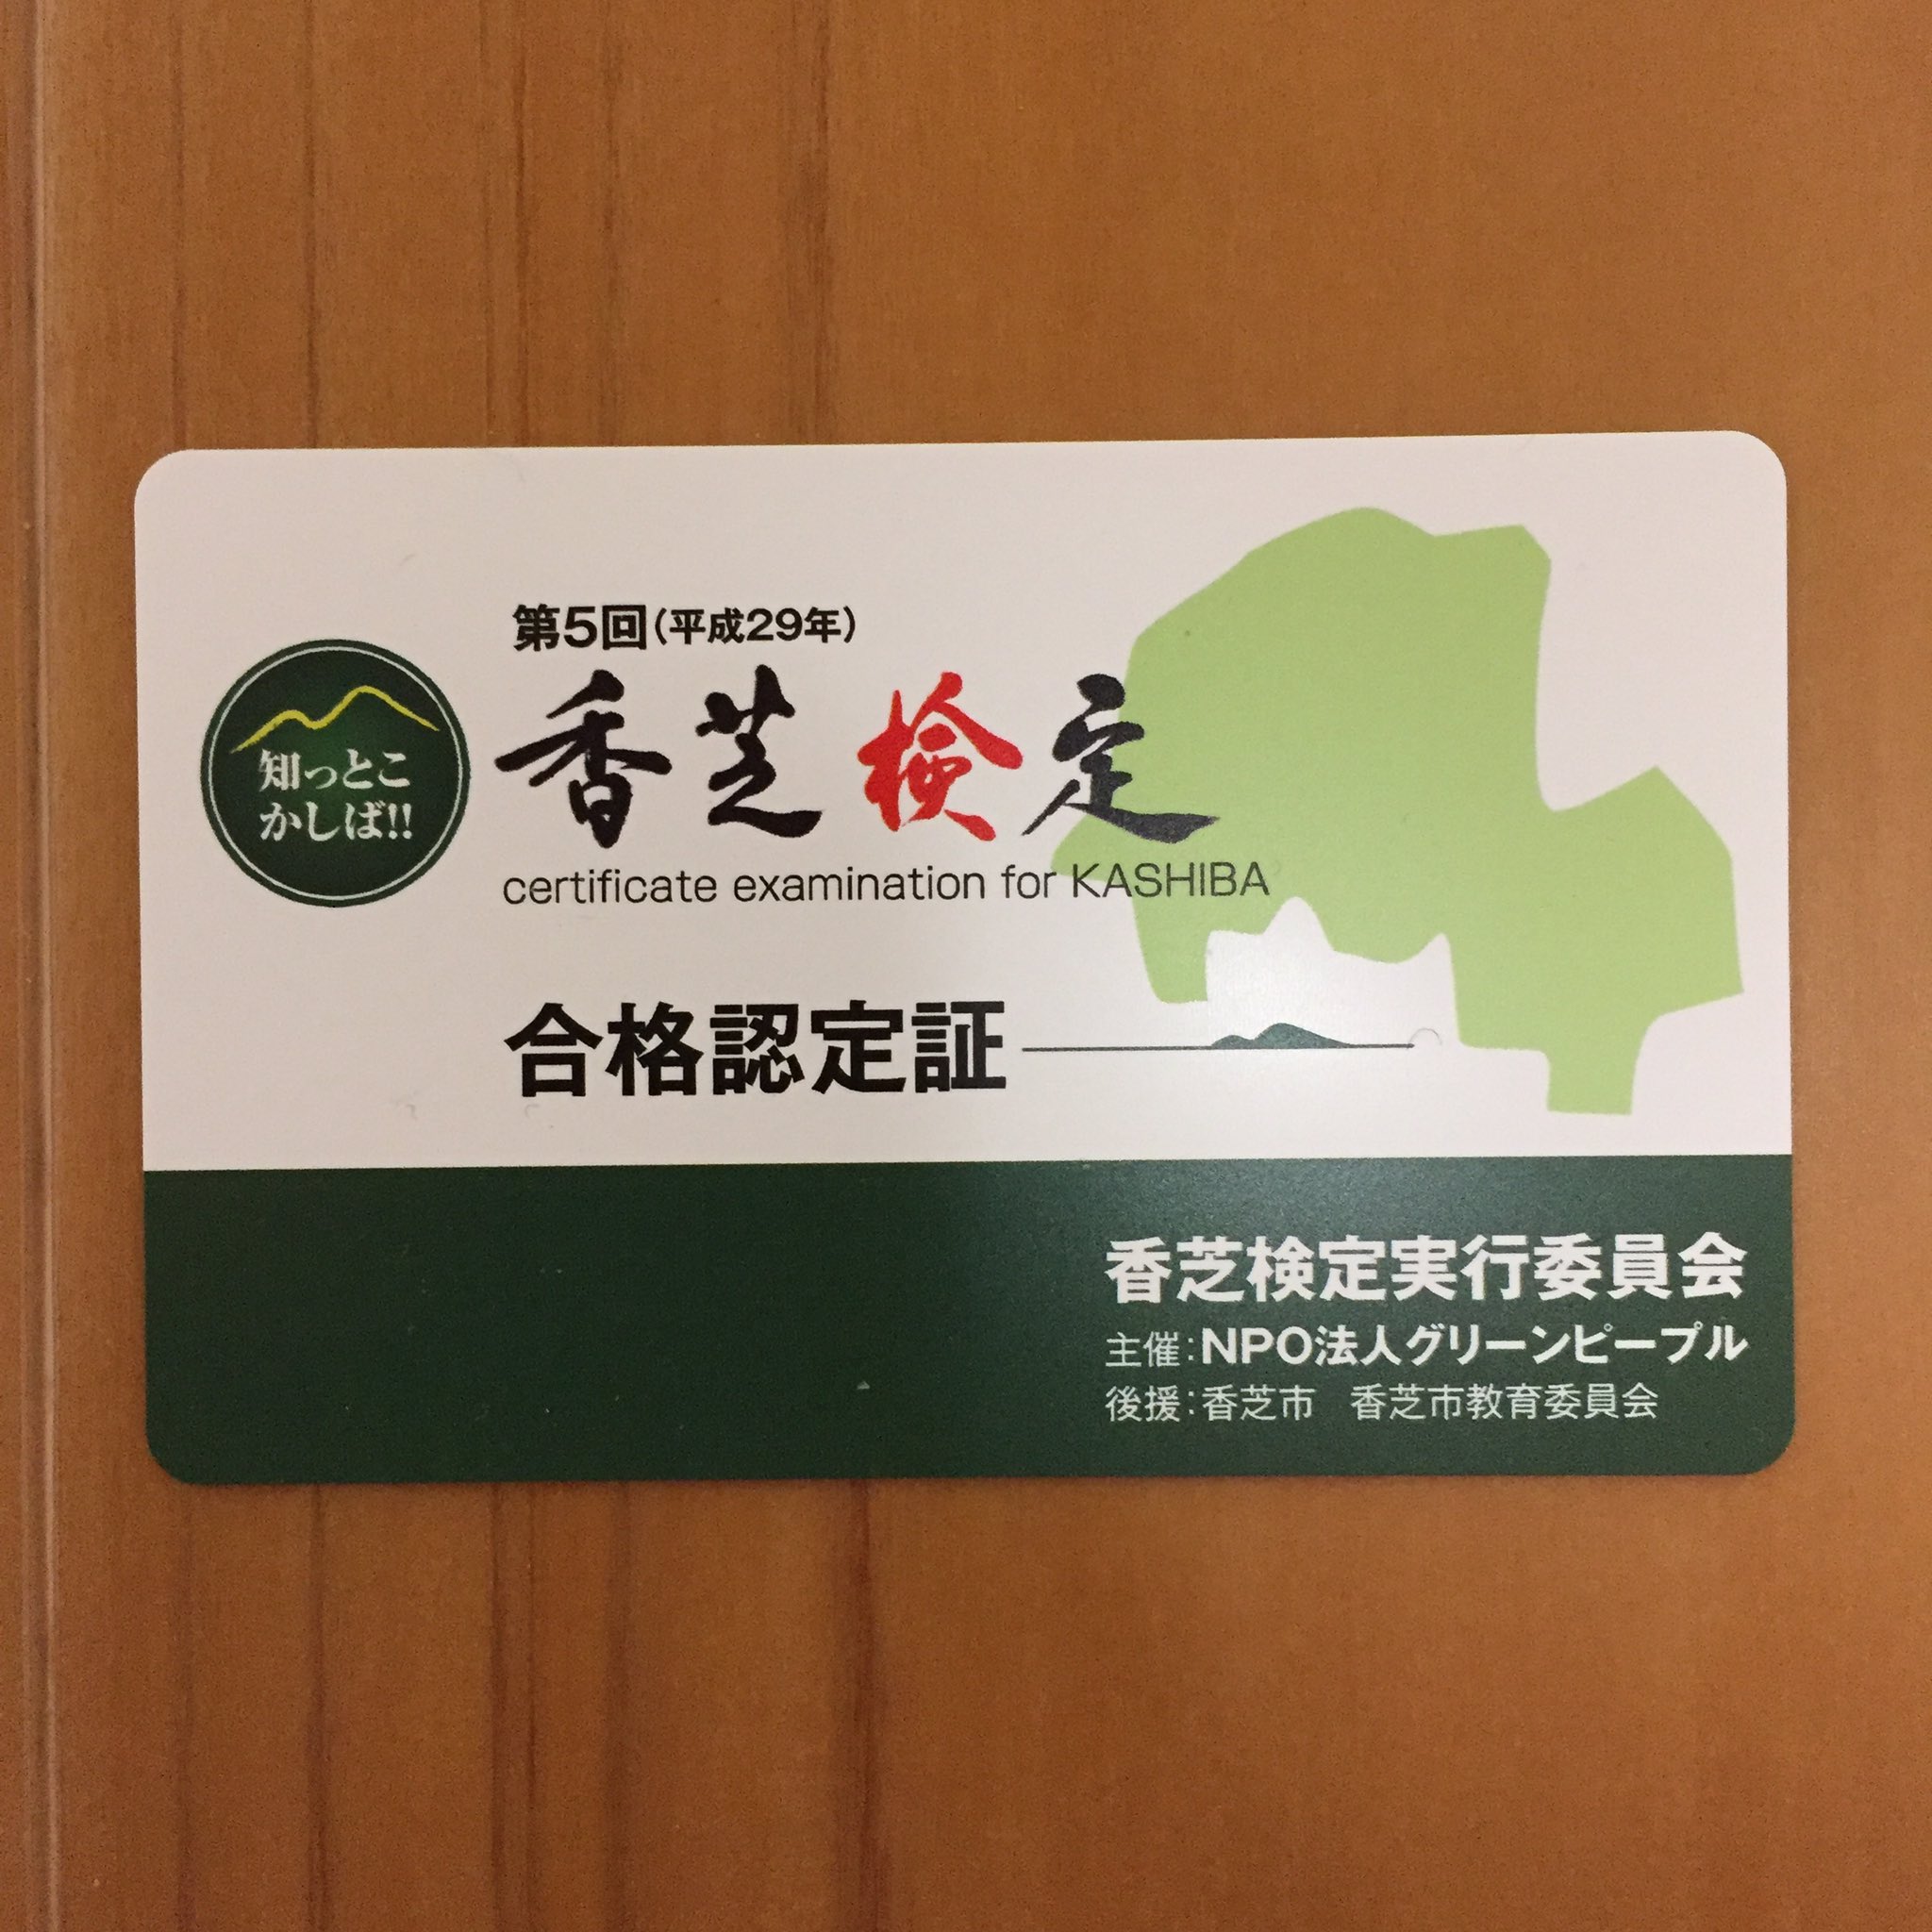 第5回(平成29年)
知っとこ
かしば!!
香芝検定
certificate examination for KASHIBA
合格認定証
香芝検定実行委員会
主催:NPO法人グリーンピープル
後援:香芝市　香芝市教育委員会